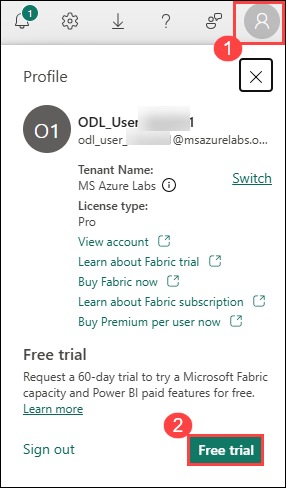 1
1
Profile
O1
ODL_User 1
odl_user_ @msazurelabs.o...
Tenant Name:
MS Azure Labs
Switch
License type:
Pro
View account
Learn about Fabric trial
Buy Fabric now
Learn about Fabric subscription
Buy Premium per user now
Free trial
Request a 60-day trial to try a Microsoft Fabric
capacity and Power BI paid features for free.
Learn more
2
Sign out
Free trial